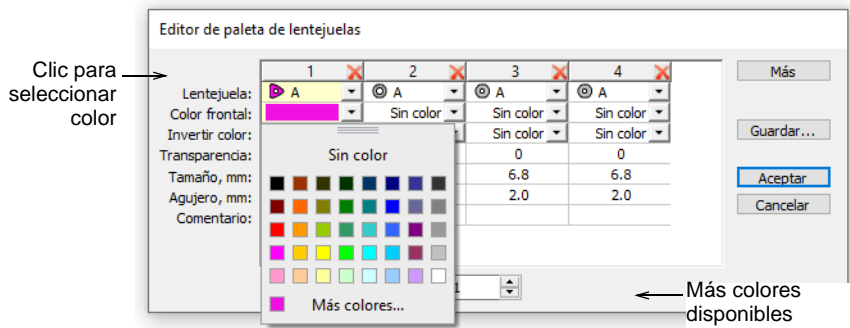 Editor de paleta de lentejuelas
Clic para
seleccionar
color
1 2 3 4
Lentejuela: A A A A
Color frontal: Sin color Sin color Sin color
Invertir color: Sin color Sin color
Transparencia: 0 0
Tamaño, mm: 6.8 6.8
Agujero, mm: 2.0 2.0
Comentario:
Sin color
Más colores...
1
Más
Guardar...
Aceptar
Cancelar
Más colores
disponibles